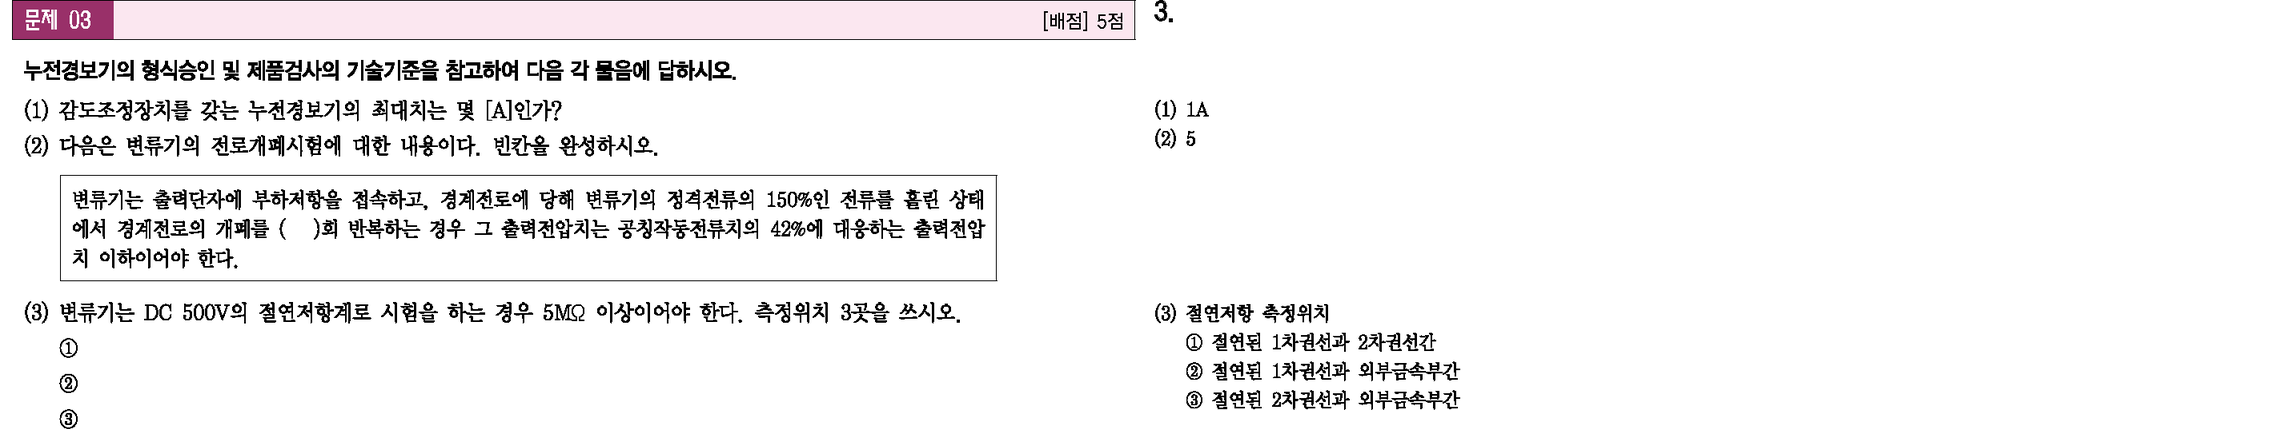 문제 03
[배점] 5점
누전경보기의 형식승인 및 제품검사의 기술기준을 참고하여 다음 각 물음에 답하시오.
(1) 감도조정장치를 갖는 누전경보기의 최대치는 몇 [A]인가?
(2) 다음은 변류기의 전로개폐시험에 대한 내용이다. 빈칸을 완성하시오.
변류기는 출력단자에 부하저항을 접속하고, 경계전로에 당해 변류기의 정격전류의 150%인 전류를 흘린 상태
에서 경계전로의 개폐를 ( )회 반복하는 경우 그 출력전압치는 공칭작동전류치의 42%에 대응하는 출력전압
치 이하이어야 한다.
(3) 변류기는 DC 500V의 절연저항계로 시험을 하는 경우 5MΩ 이상이어야 한다. 측정위치 3곳을 쓰시오.
①
②
③
3.
(1) 1A
(2) 5
(3) 절연저항 측정위치
① 절연된 1차권선과 2차권선간
② 절연된 1차권선과 외부금속부간
③ 절연된 2차권선과 외부금속부간